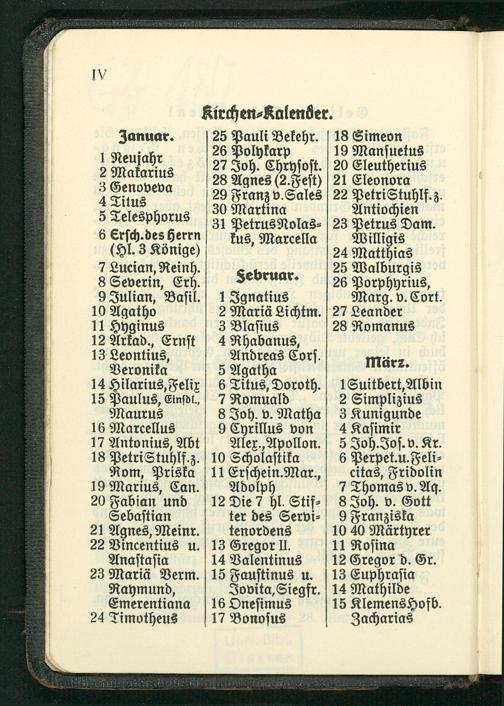 IV
Kirchen-Kalender.
Januar.
1 Neujahr
2 Makarius
3 Genoveva
4 Titus
5 Telesphorus
6 Ersch. des Herrn
(Hl. 3 Könige)
7 Lucian, Reinh.
8 Severin, Erh.
9 Julian, Basil.
10 Agatho
11 Hyginus
12 Arkad., Ernst
13 Leontius,
Veronika
14 Hilarius, Felix
15 Paulus, Einsdl.,
Maurus
16 Marcellus
17 Antonius, Abt
18 Petri Stuhlf. z.
Rom, Priska
19 Marius, Can.
20 Fabian und
Sebastian
21 Agnes, Meinr.
22 Vincentius u.
Anastasia
23 Mariä Verm.
Raymund,
Emerentiana
24 Timotheus
25 Pauli Bekehr.
26 Polykarp
27 Joh. Chrysost.
28 Agnes (2. Fest)
29 Franz v. Sales
30 Martina
31 Petrus Nolas-
kus, Marcella
Februar.
1 Ignatius
2 Mariä Lichtm.
3 Blasius
4 Rhabanus,
Andreas Cors.
5 Agatha
6 Titus, Doroth.
7 Romuald
8 Joh. v. Matha
9 Cyrillus von
Alex., Apollon.
10 Scholastika
11 Erschein. Mar.,
Adolph
12 Die 7 hl. Stif-
ter des Servi-
tenordens
13 Gregor II.
14 Valentinus
15 Faustinus u.
Jovita, Siegfr.
16 Onesimus
17 Bonosus
18 Simeon
19 Mansuetus
20 Eleutherius
21 Eleonora
22 Petri Stuhlf. z.
Antiochien
23 Petrus Dam.
Willigis
24 Matthias
25 Walburgis
26 Porphyrius,
Marg. v. Cort.
27 Leander
28 Romanus
März.
1 Suitbert, Albin
2 Simplizius
3 Kunigunde
4 Kasimir
5 Joh. Jos. v. Kr.
6 Perpet. u. Feli-
citas, Fridolin
7 Thomas v. Aq.
8 Joh. v. Gott
9 Franziska
10 40 Märtyrer
11 Rosina
12 Gregor d. Gr.
13 Euphrasia
14 Mathilde
15 Klemens Hofb.
Zacharias